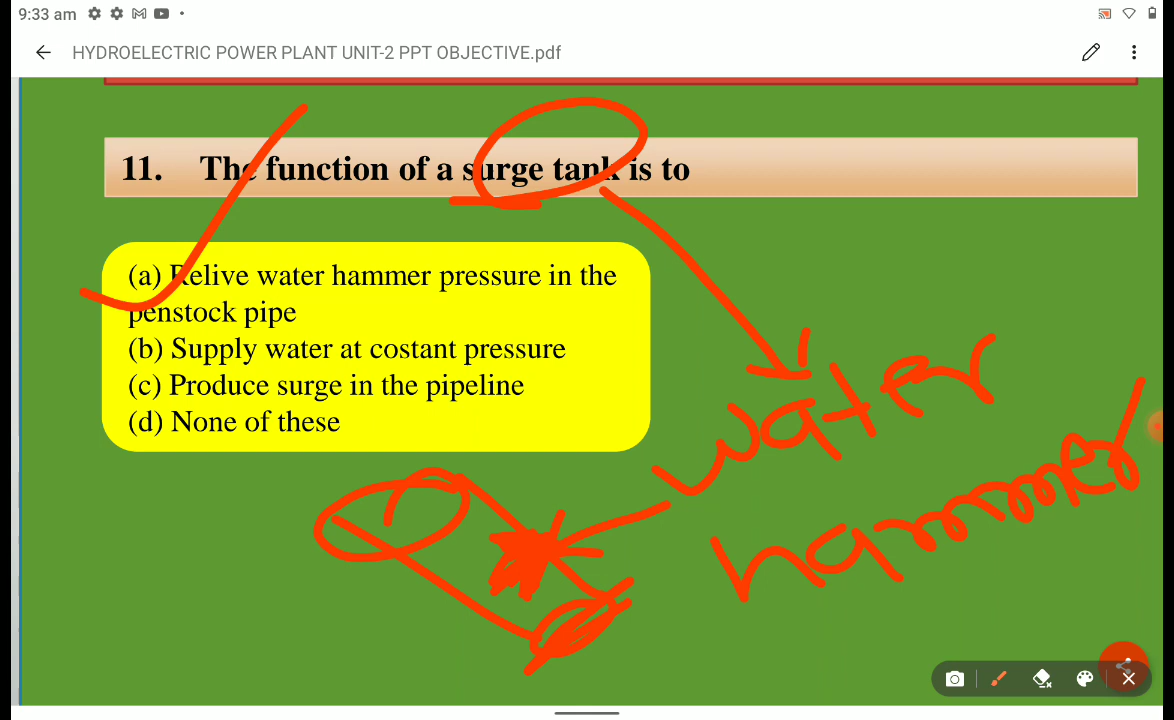 9:33 am
HYDROELECTRIC POWER PLANT UNIT-2 PPT OBJECTIVE.pdf
11. The function of a surge tank is to
(a) Relive water hammer pressure in the
penstock pipe
(b) Supply water at costant pressure
(c) Produce surge in the pipeline
(d) None of these
water
hammer